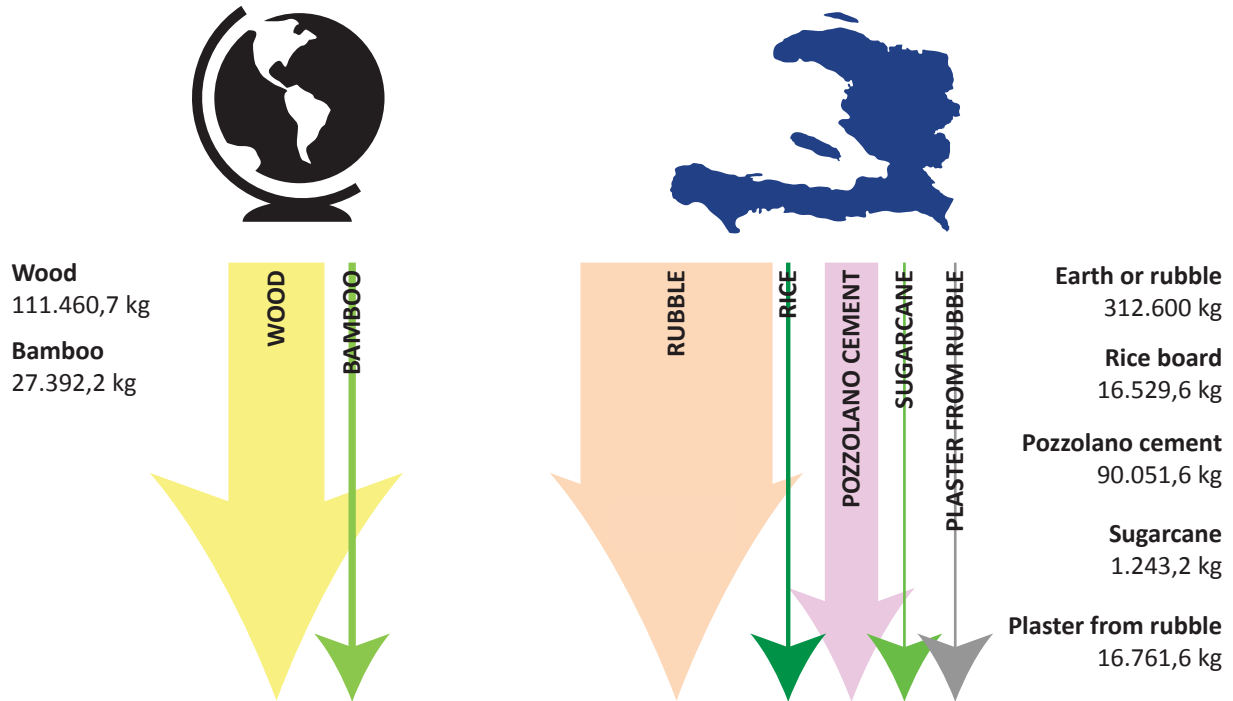 Wood
111.460,7 kg
Bamboo
27.392,2 kg
WOOD
BAMBOO
RUBBLE
RICE
POZZOLANO CEMENT
SUGARCANE
PLASTER FROM RUBBLE
Earth or rubble
312.600 kg
Rice board
16.529,6 kg
Pozzolano cement
90.051,6 kg
Sugarcane
1.243,2 kg
Plaster from rubble
16.761,6 kg